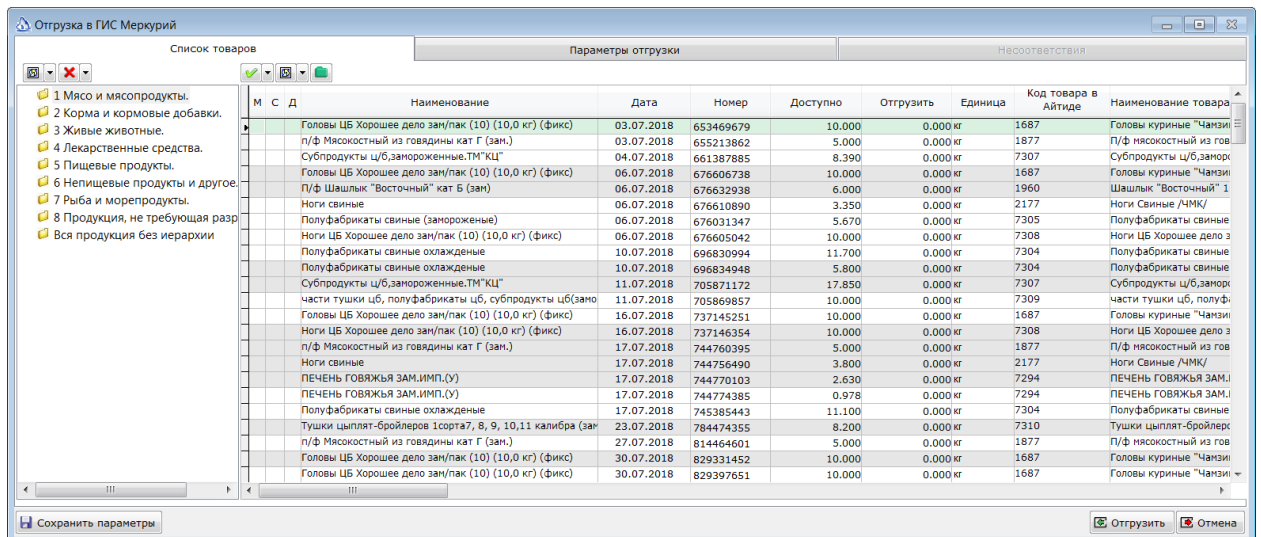 Отгрузка в ГИС Меркурий
Список товаров Параметры отгрузки Несоответствия
1 Мясо и мясопродукты.
2 Корма и кормовые добавки.
3 Живые животные.
4 Лекарственные средства.
5 Пищевые продукты.
6 Непищевые продукты и другое.
7 Рыба и морепродукты.
8 Продукция, не требующая разр
Вся продукция без иерархии
М С Д Наименование Дата Номер Доступно Отгрузить Единица Код товара в Айтиде Наименование товара
Головы ЦБ Хорошее дело зам/пак (10) (10,0 кг) (фикс) 03.07.2018 653469679 10.000 0.000 кг 1687 Головы куриные "Чамзи
п/ф Мясокостный из говядины кат Г (зам.) 03.07.2018 655213862 5.000 0.000 кг 1877 П/ф мясокостный из гов
Субпродукты ц/б,замороженные.ТМ"КЦ" 04.07.2018 661387885 8.390 0.000 кг 7307 Субпродукты ц/б,заморо
Головы ЦБ Хорошее дело зам/пак (10) (10,0 кг) (фикс) 06.07.2018 676606738 10.000 0.000 кг 1687 Головы куриные "Чамзи
П/ф Шашлык "Восточный" кат Б (зам) 06.07.2018 676632938 6.000 0.000 кг 1960 Шашлык "Восточный" 1
Ноги свиные 06.07.2018 676610890 3.350 0.000 кг 2177 Ноги Свиные /ЧМК/
Полуфабрикаты свиные (замороженые) 06.07.2018 676031347 5.670 0.000 кг 7305 Полуфабрикаты свиные
Ноги ЦБ Хорошее дело зам/пак (10) (10,0 кг) (фикс) 06.07.2018 676605042 10.000 0.000 кг 7308 Ноги ЦБ Хорошее дело з
Полуфабрикаты свиные охлажденые 10.07.2018 696830994 11.700 0.000 кг 7304 Полуфабрикаты свиные
Полуфабрикаты свиные охлажденые 10.07.2018 696834948 5.800 0.000 кг 7304 Полуфабрикаты свиные
Субпродукты ц/б,замороженные.ТМ"КЦ" 11.07.2018 705871172 17.850 0.000 кг 7307 Субпродукты ц/б,заморо
части тушки цб, полуфабрикаты цб, субпродукты цб(замо 11.07.2018 705869857 10.000 0.000 кг 7309 части тушки цб, полуфа
Головы ЦБ Хорошее дело зам/пак (10) (10,0 кг) (фикс) 16.07.2018 737145251 10.000 0.000 кг 1687 Головы куриные "Чамзи
Ноги ЦБ Хорошее дело зам/пак (10) (10,0 кг) (фикс) 16.07.2018 737146354 10.000 0.000 кг 7308 Ноги ЦБ Хорошее дело з
п/ф Мясокостный из говядины кат Г (зам.) 17.07.2018 744760395 5.000 0.000 кг 1877 П/ф мясокостный из гов
Ноги свиные 17.07.2018 744756490 3.800 0.000 кг 2177 Ноги Свиные /ЧМК/
ПЕЧЕНЬ ГОВЯЖЬЯ ЗАМ.ИМП.(У) 17.07.2018 744770103 2.630 0.000 кг 7294 ПЕЧЕНЬ ГОВЯЖЬЯ ЗАМ.
ПЕЧЕНЬ ГОВЯЖЬЯ ЗАМ.ИМП.(У) 17.07.2018 744774385 0.978 0.000 кг 7294 ПЕЧЕНЬ ГОВЯЖЬЯ ЗАМ.
Полуфабрикаты свиные охлажденые 17.07.2018 745385443 11.100 0.000 кг 7304 Полуфабрикаты свиные
Тушки цыплят-бройлеров 1сорта7, 8, 9, 10,11 калибра (зам 23.07.2018 784474355 8.200 0.000 кг 7310 Тушки цыплят-бройлеро
п/ф Мясокостный из говядины кат Г (зам.) 27.07.2018 814464601 5.000 0.000 кг 1877 П/ф мясокостный из гов
Головы ЦБ Хорошее дело зам/пак (10) (10,0 кг) (фикс) 30.07.2018 829331452 10.000 0.000 кг 1687 Головы куриные "Чамзи
Головы ЦБ Хорошее дело зам/пак (10) (10,0 кг) (фикс) 30.07.2018 829397651 10.000 0.000 кг 1687 Головы куриные "Чамзи
Сохранить параметры Отгрузить Отмена